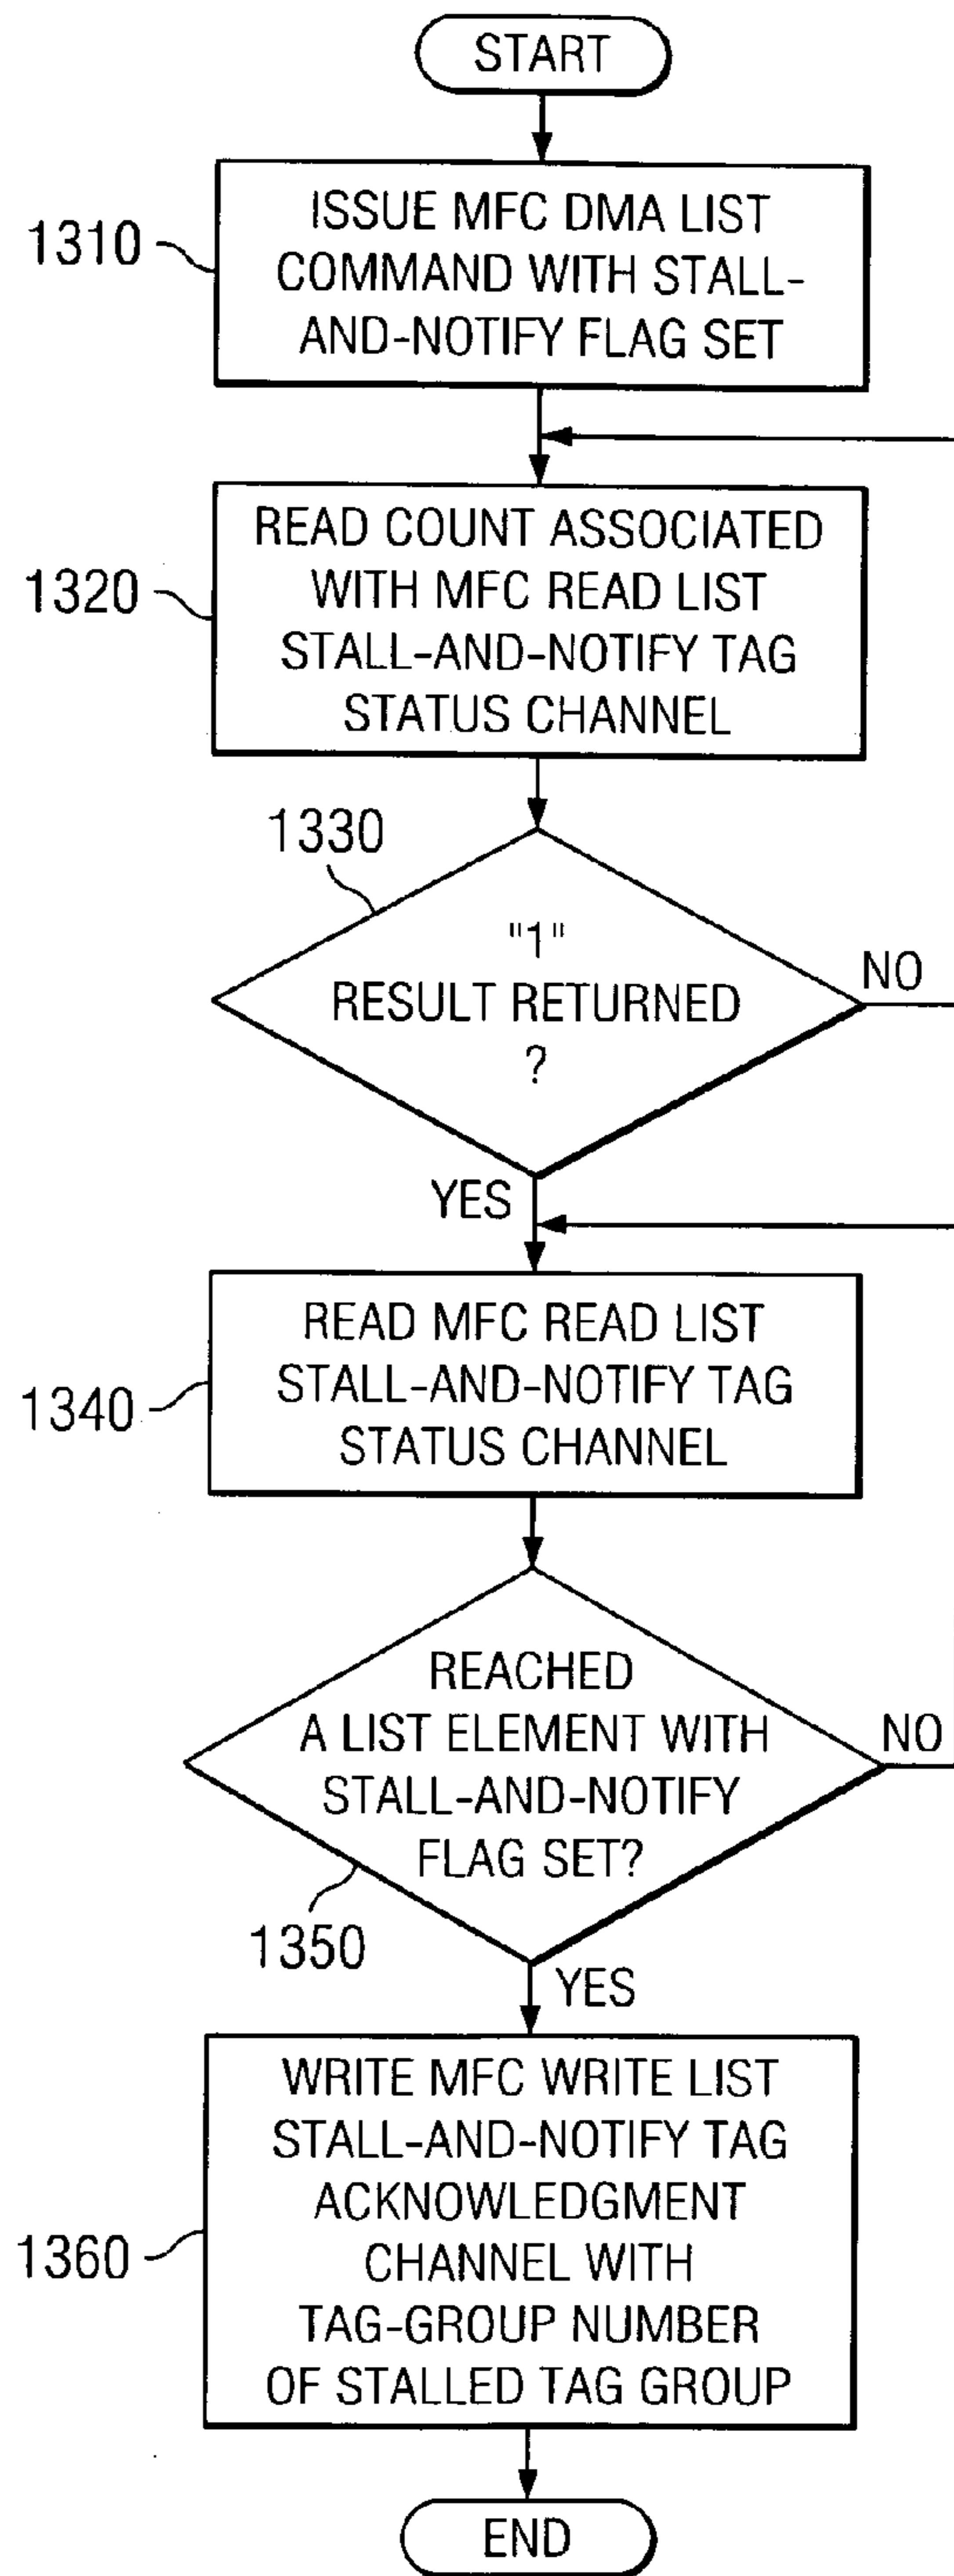 START
1310
ISSUE MFC DMA LIST
COMMAND WITH STALL-
AND-NOTIFY FLAG SET
1320
READ COUNT ASSOCIATED
WITH MFC READ LIST
STALL-AND-NOTIFY TAG
STATUS CHANNEL
1330
"1"
RESULT RETURNED
?
NO
YES
1340
READ MFC READ LIST
STALL-AND-NOTIFY TAG
STATUS CHANNEL
REACHED
A LIST ELEMENT WITH
STALL-AND-NOTIFY
FLAG SET?
NO
1350
YES
1360
WRITE MFC WRITE LIST
STALL-AND-NOTIFY TAG
ACKNOWLEDGMENT
CHANNEL WITH
TAG-GROUP NUMBER
OF STALLED TAG GROUP
END